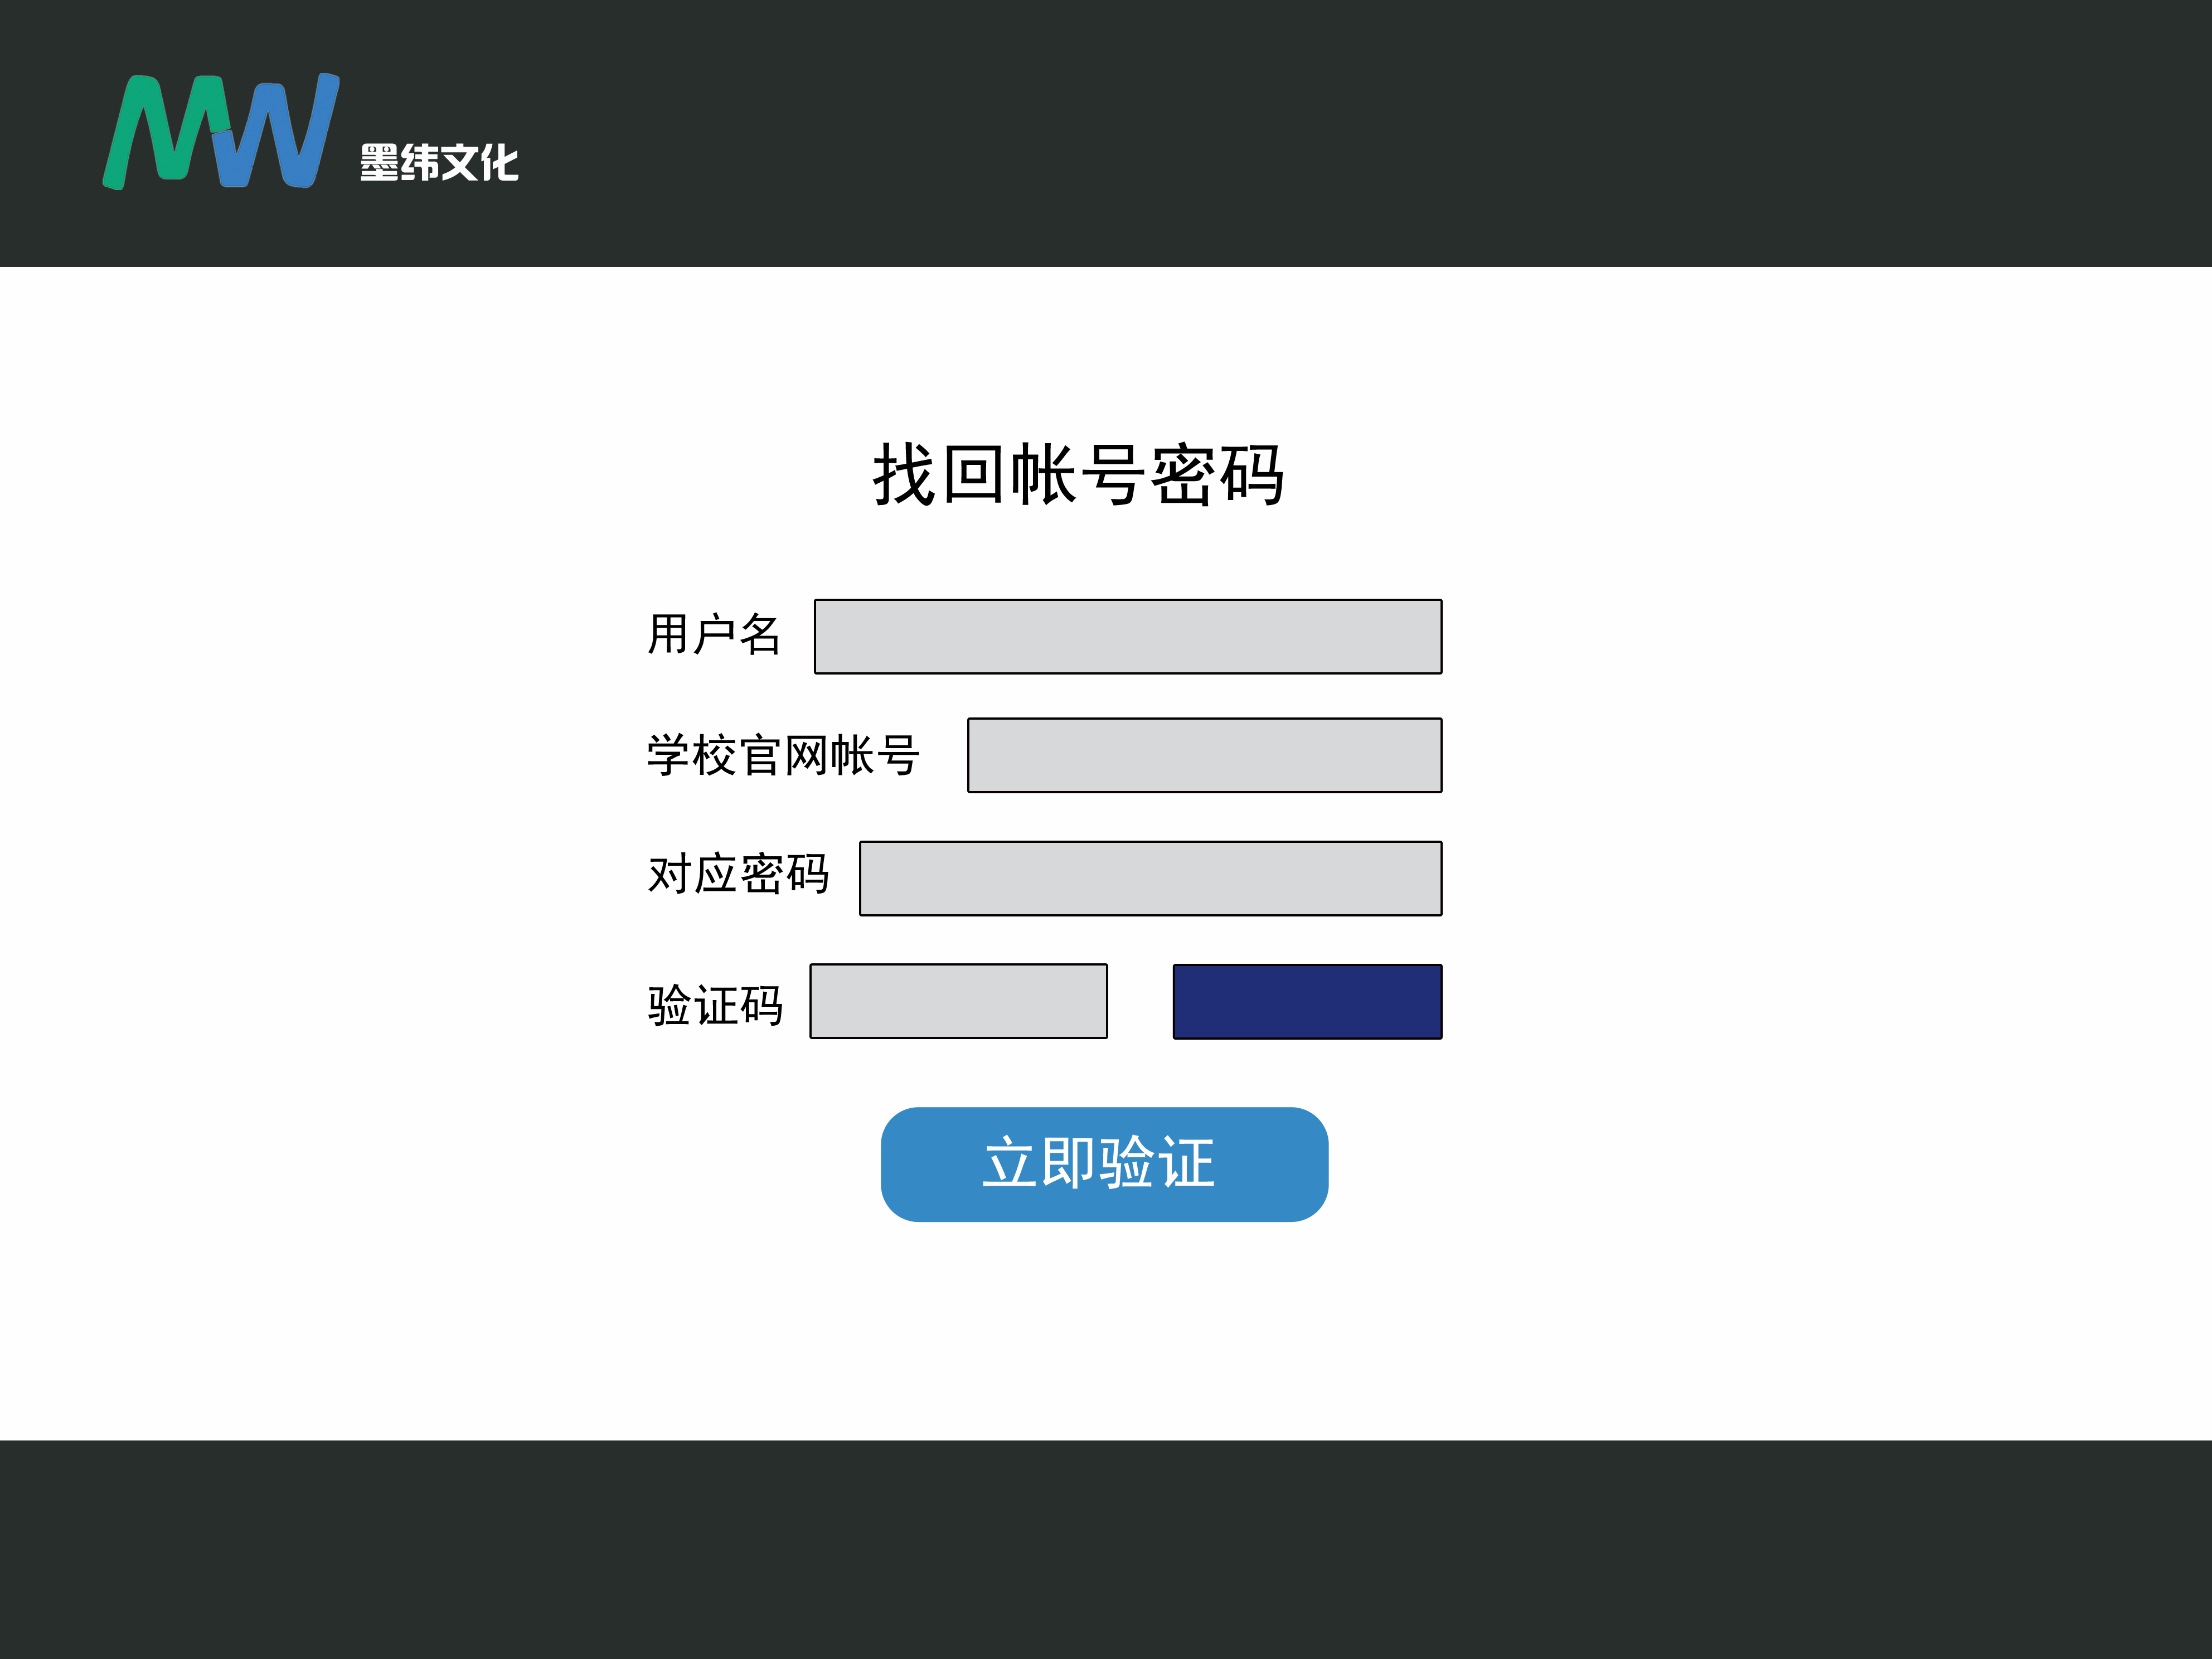 墨纬文化
找回帐号密码
用户名
学校官网帐号
对应密码
验证码
立即验证